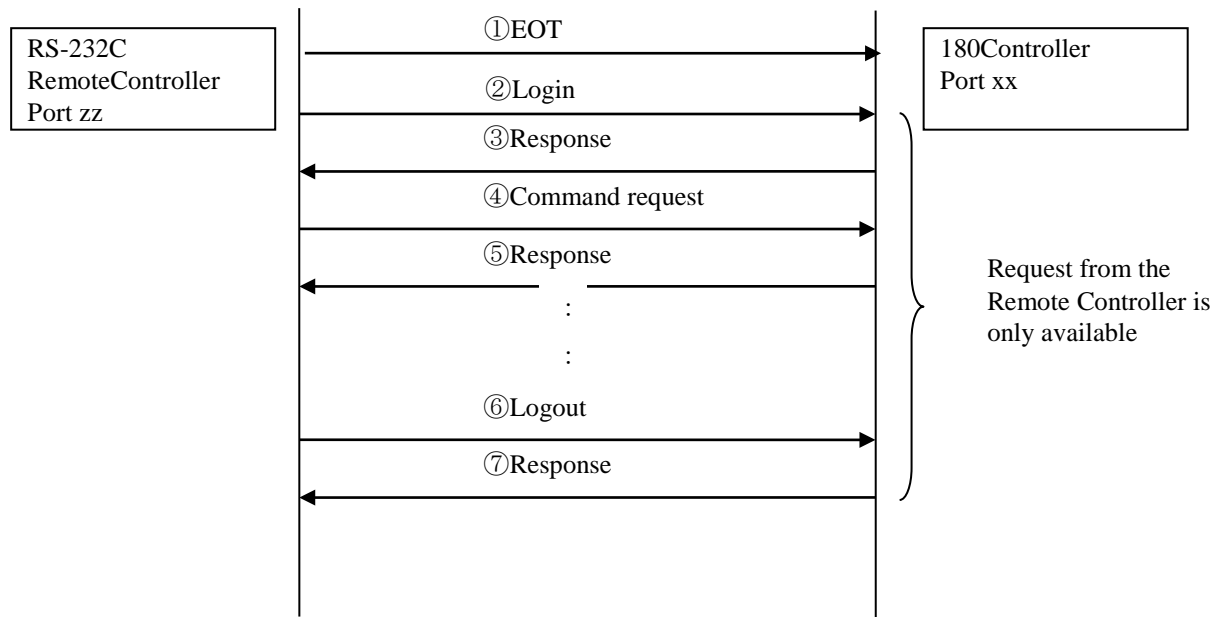 ①EOT
RS-232C
RemoteController
Port zz
180Controller
Port xx
②Login
③Response
④Command request
⑤Response
:
:
Request from the
Remote Controller is
only available
⑥Logout
⑦Response